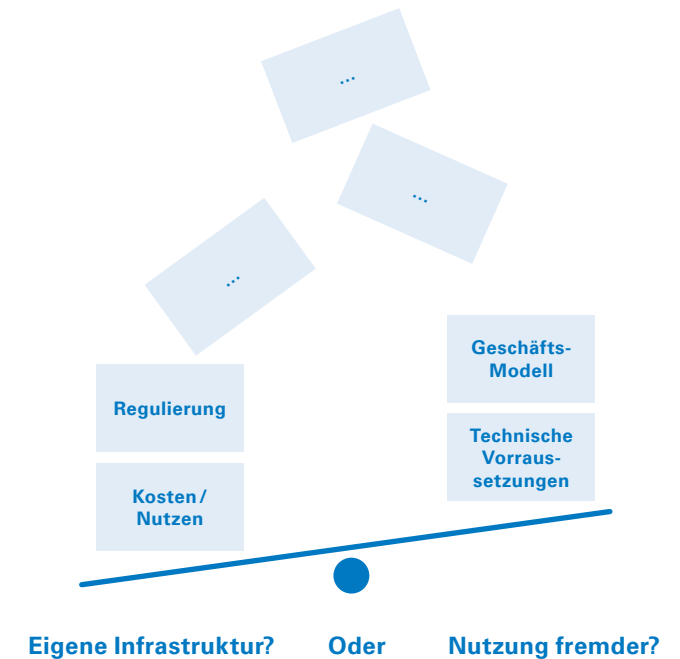 ...
...
...
Geschäfts-
Modell
Regulierung
Technische
Vorraus-
setzungen
Kosten /
Nutzen
Eigene Infrastruktur? Oder Nutzung fremder?